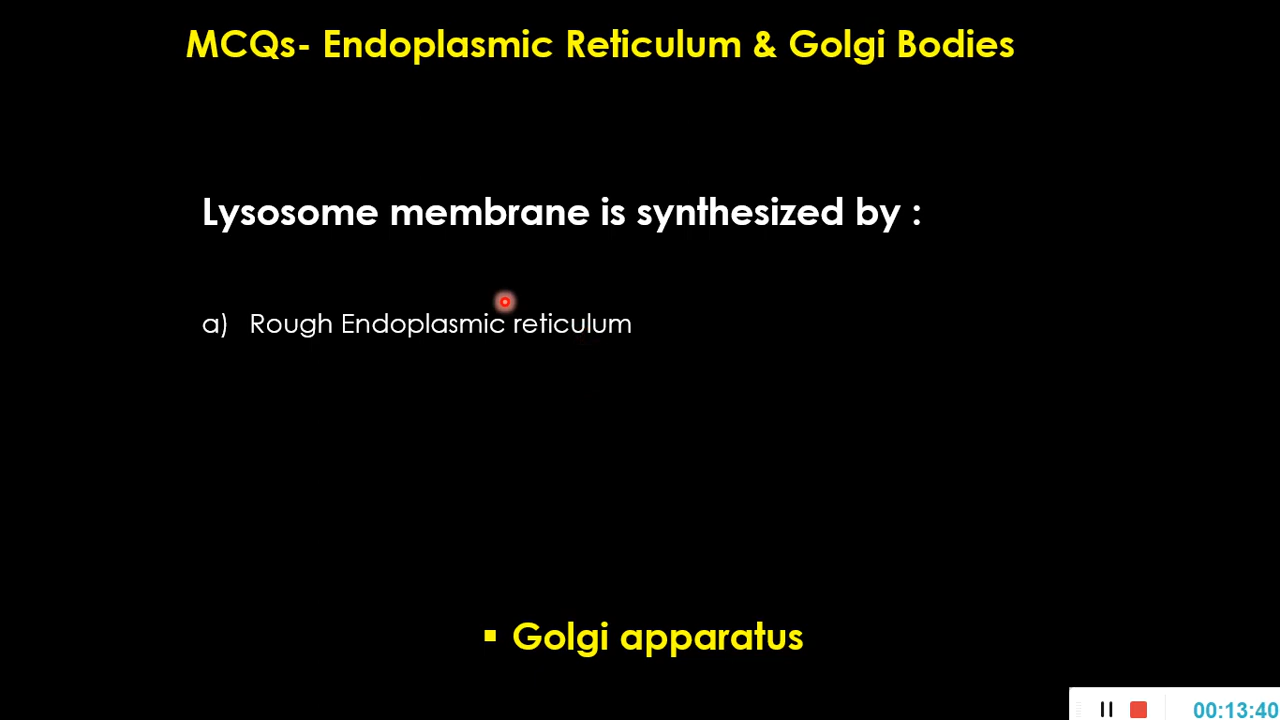 MCQs- Endoplasmic Reticulum & Golgi Bodies
Lysosome membrane is synthesized by :
a) Rough Endoplasmic reticulum
▪ Golgi apparatus
00:13:40